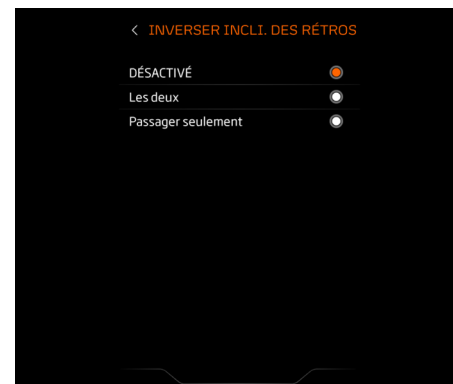 < INVERSER INCLI. DES RÉTROS
DÉSACTIVÉ
Les deux
Passager seulement